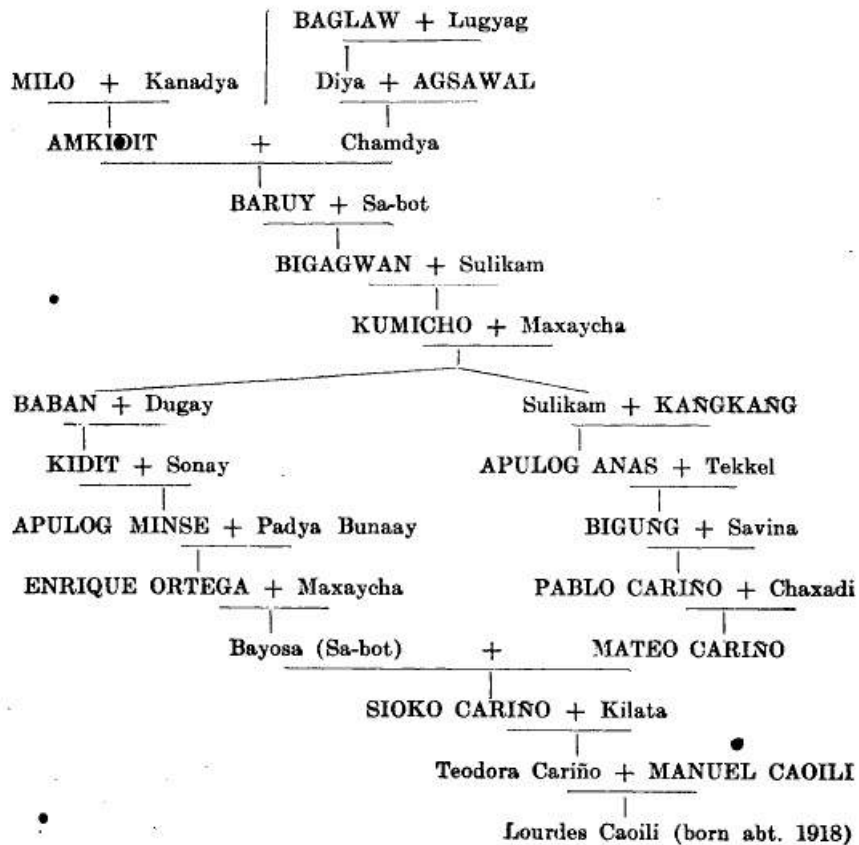 BAGLAW + Lugyag
MILO + Kanadya Diya + AGSAWAL
AMKIDIT + Chamdya
BARUY + Sa-bot
BIGAGWAN + Sulikam
KUMICHO + Maxaycha
BABAN + Dugay Sulikam + KAÑGKAÑG
KIDIT + Sonay APULOG ANAS + Tekkel
APULOG MINSE + Padya Bunaay BIGUÑG + Savina
ENRIQUE ORTEGA + Maxaycha PABLO CARIÑO + Chaxadi
Bayosa (Sa-bot) + MATEO CARIÑO
SIOKO CARIÑO + Kilata
Teodora Cariño + MANUEL CAOILI
Lourdes Caoili (born abt. 1918)